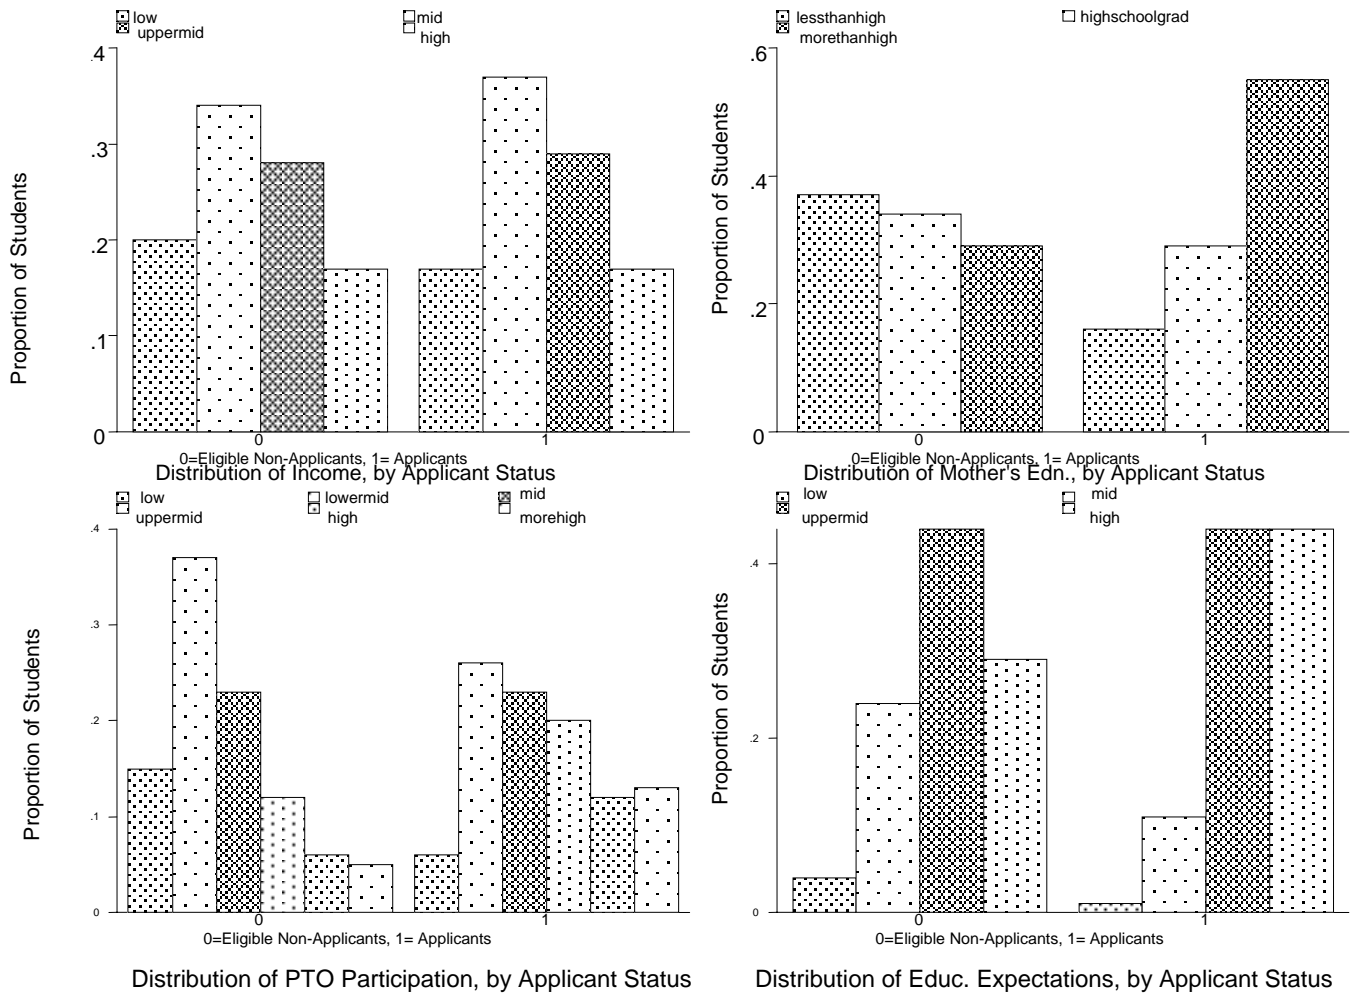 low mid
uppermid high
.4
.3
.2
.1
0
Proportion of Students
0 1
0=Eligible Non-Applicants, 1= Applicants
Distribution of Income, by Applicant Status
lessthanhigh highschoolgrad
morethanhigh
.6
.4
.2
0
Proportion of Students
0 1
0=Eligible Non-Applicants, 1= Applicants
Distribution of Mother's Edn., by Applicant Status
low lowermid mid
uppermid high morehigh
.4
.3
.2
.1
0
Proportion of Students
0 1
0=Eligible Non-Applicants, 1= Applicants
Distribution of PTO Participation, by Applicant Status
low mid
uppermid high
.4
.2
0
Proportion of Students
0 1
0=Eligible Non-Applicants, 1= Applicants
Distribution of Educ. Expectations, by Applicant Status